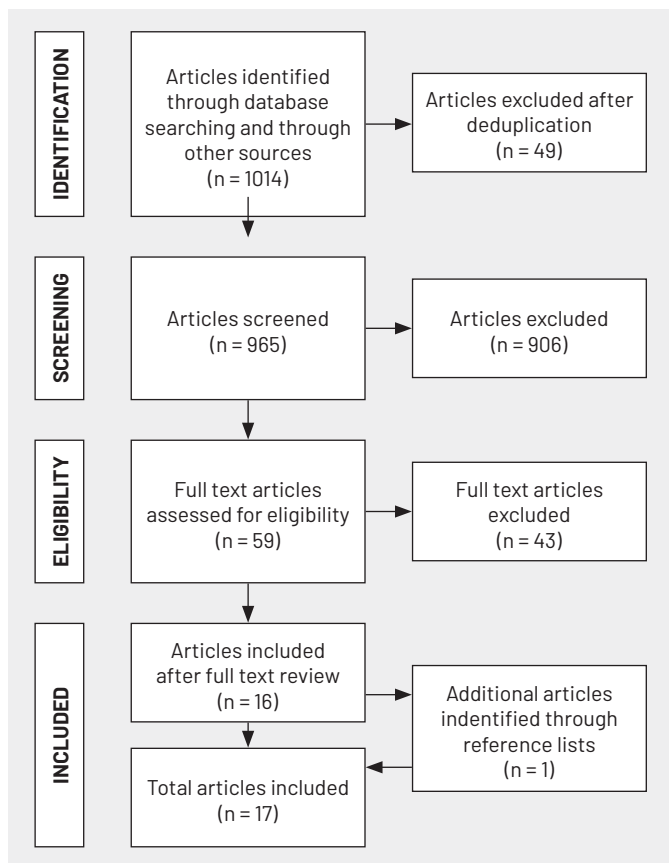 IDENTIFICATION
Articles identified
through database
searching and through
other sources
(n = 1014)
Articles excluded after
deduplication
(n = 49)
SCREENING
Articles screened
(n = 965)
Articles excluded
(n = 906)
ELIGIBILITY
Full text articles
assessed for eligibility
(n = 59)
Full text articles
excluded
(n = 43)
INCLUDED
Articles included
after full text review
(n = 16)
Additional articles
indentified through
reference lists
(n = 1)
Total articles included
(n = 17)